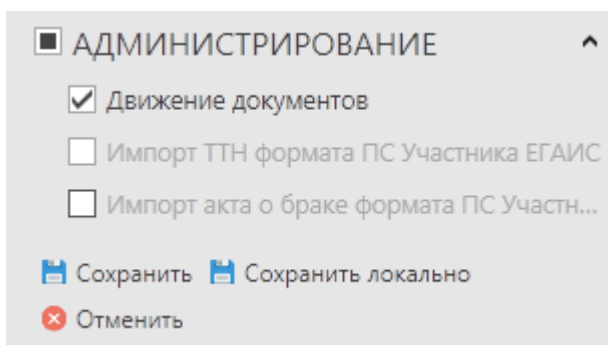 АДМИНИСТРИРОВАНИЕ
Движение документов
Импорт ТТН формата ПС Участника ЕГАИС
Импорт акта о браке формата ПС Участн...
Сохранить Сохранить локально
Отменить